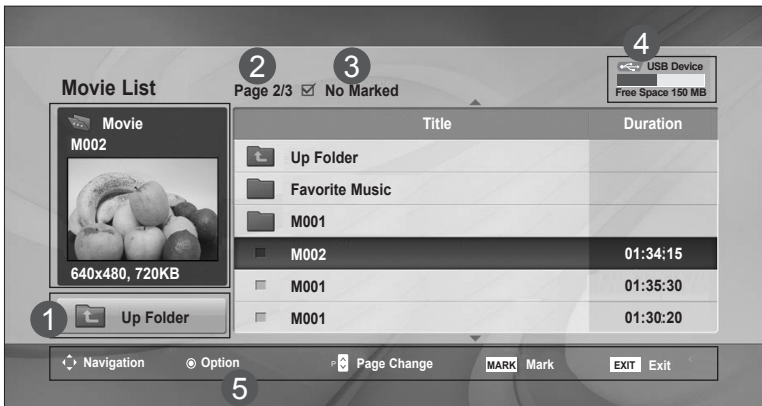 4
USB Device
Free Space 150 MB
2
3
Movie List
Page 2/3 No Marked
Movie
M002
640x480, 720KB
1
Up Folder
Title Duration
Up Folder
Favorite Music
M001
M002 01:34:15
M001 01:35:30
M001 01:30:20
Navigation Option P Page Change MARK Mark EXIT Exit
5